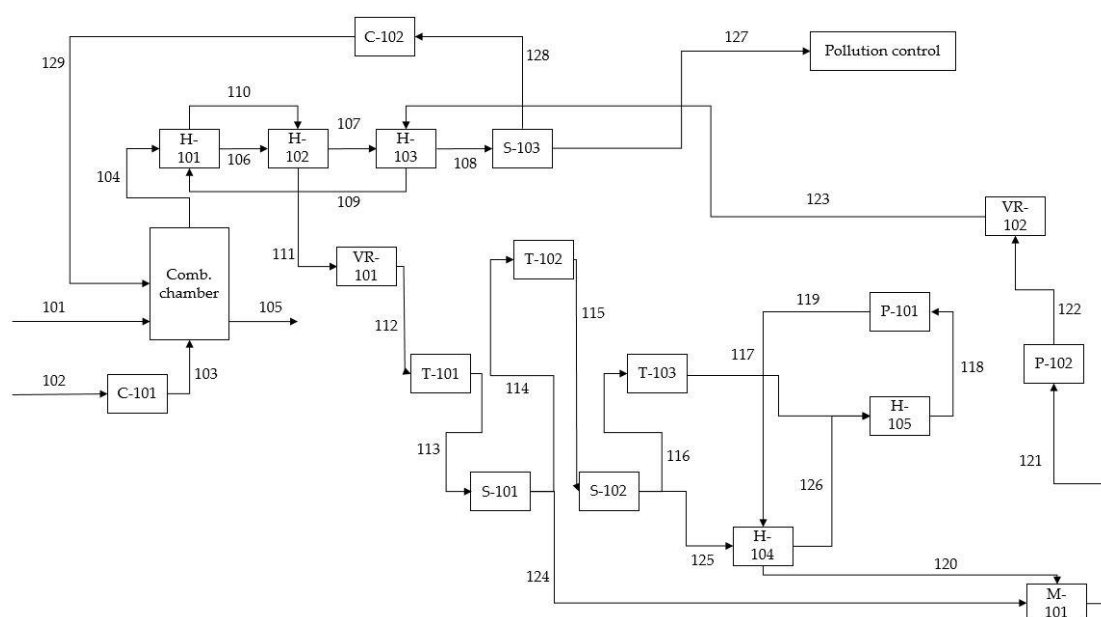 C-102
127
Pollution control
129
128
110
107
H-
101
H-
102
H-
103
S-103
106
108
104
109
123
VR-
102
111
VR-
101
T-102
Comb.
chamber
101
105
115
119
P-101
122
112
117
T-101
114
T-103
118
P-102
102
103
C-101
H-
105
113
116
121
126
S-101
S-102
H-
104
125
124
120
M-
101